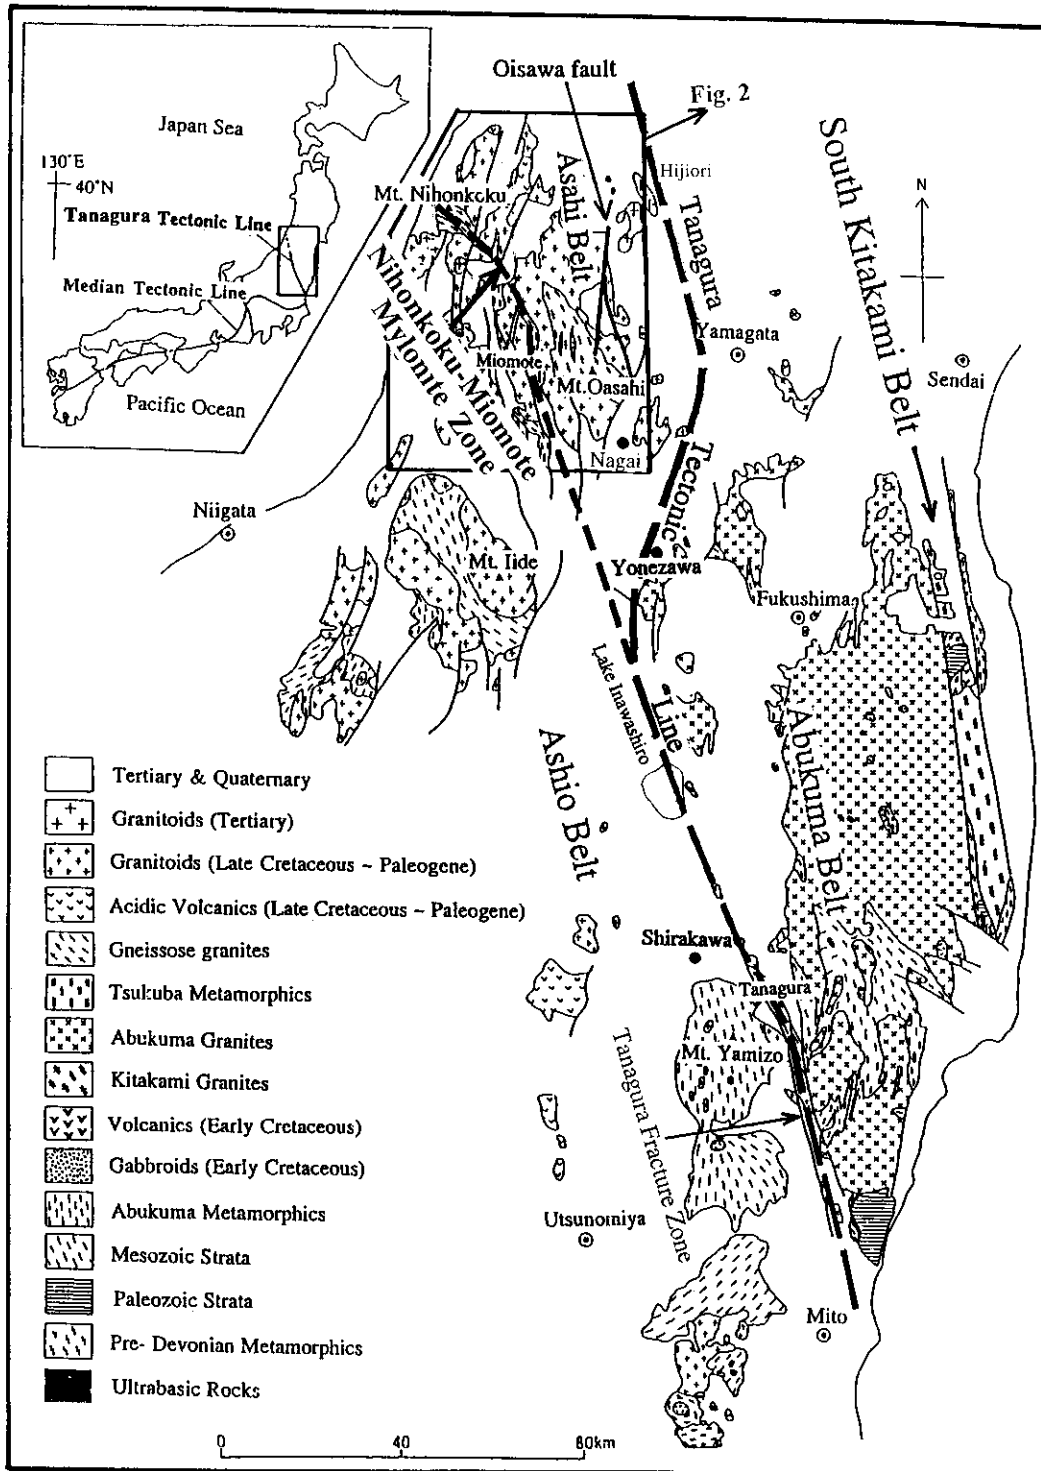 Oisawa fault
Fig. 2
Japan Sea
130°E
40°N
Tanagura Tectonic Line
Median Tectonic Line
Pacific Ocean
Mt. Nihonkoku
Asahi Belt
Hijiori
Tanagura
Tectonic
Line
South Kitakami Belt
N
Nihonkoku-Miomote
Mylonite Zone
Miomote
Mt.Oasahi
Yamagata
Sendai
Nagai
Niigata
Mt. Iide
Yonezawa
Fukushima
Lake Inawashiro
Ashio Belt
Abukuma Belt
Shirakawa
Tanagura
Mt. Yamizo
Tanagura Fracture Zone
Utsunomiya
Mito
Tertiary & Quaternary
Granitoids (Tertiary)
Granitoids (Late Cretaceous ~ Paleogene)
Acidic Volcanics (Late Cretaceous ~ Paleogene)
Gneissose granites
Tsukuba Metamorphics
Abukuma Granites
Kitakami Granites
Volcanics (Early Cretaceous)
Gabbroids (Early Cretaceous)
Abukuma Metamorphics
Mesozoic Strata
Paleozoic Strata
Pre- Devonian Metamorphics
Ultrabasic Rocks
0 40 80km